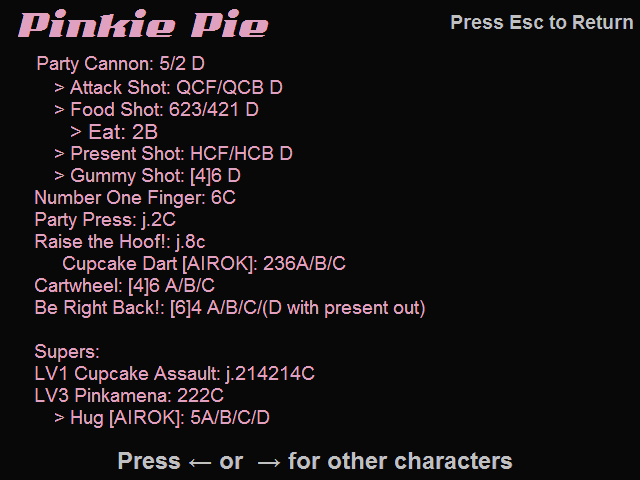 Pinkie Pie
Press Esc to Return
Party Cannon: 5/2 D
> Attack Shot: QCF/QCB D
> Food Shot: 623/421 D
> Eat: 2B
> Present Shot: HCF/HCB D
> Gummy Shot: [4]6 D
Number One Finger: 6C
Party Press: j.2C
Raise the Hoof!: j.8c
Cupcake Dart [AIROK]: 236A/B/C
Cartwheel: [4]6 A/B/C
Be Right Back!: [6]4 A/B/C/(D with present out)
Supers:
LV1 Cupcake Assault: j.214214C
LV3 Pinkamena: 222C
> Hug [AIROK]: 5A/B/C/D
Press ← or → for other characters